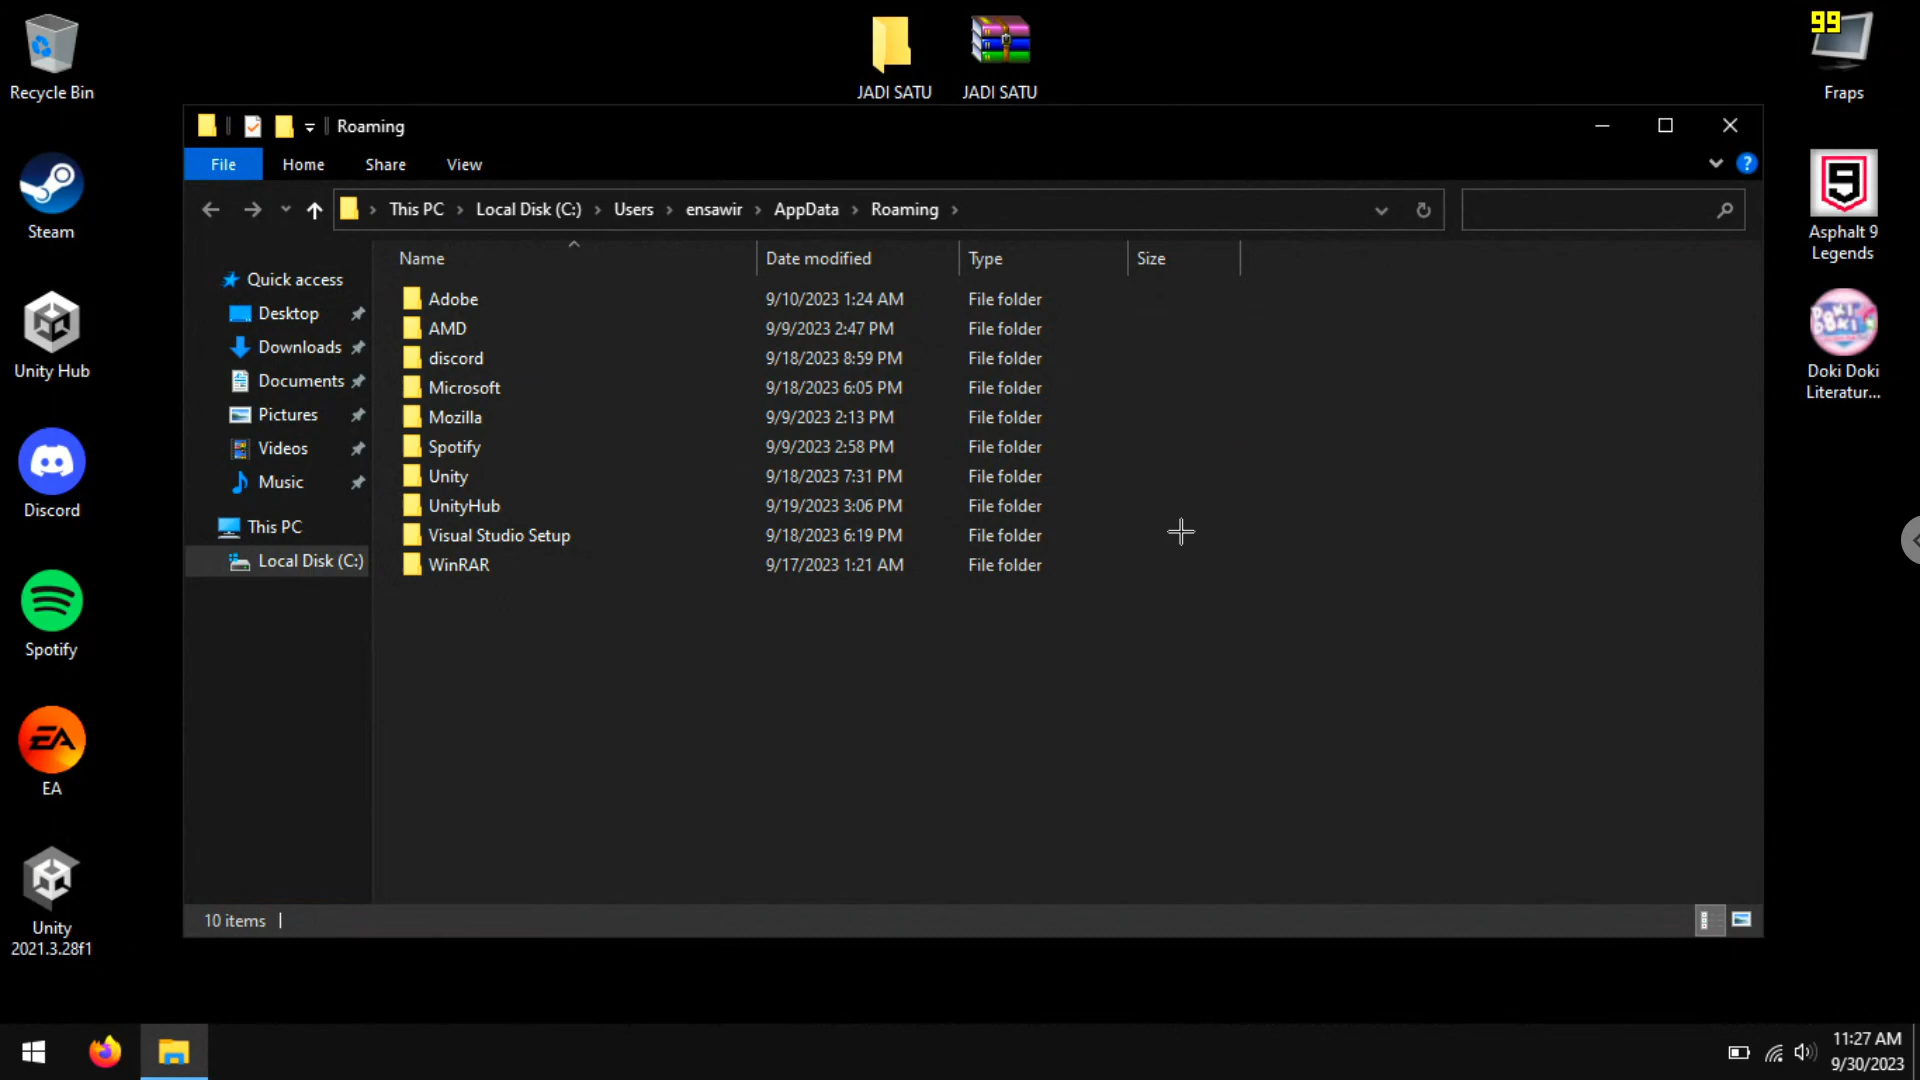 Recycle Bin
Steam
Unity Hub
Discord
Spotify
EA
EA
Unity
2021.3.28f1
JADI SATU
JADI SATU
99
Fraps
9
Asphalt 9
Legends
DOKI DOKI
Doki Doki
Literatur...
Roaming
File Home Share View
?
This PC Local Disk (C:) Users ensawir AppData Roaming
Quick access
Desktop
Downloads
Documents
Pictures
Videos
Music
This PC
Local Disk (C:)
Name Date modified Type Size
Adobe 9/10/2023 1:24 AM File folder
AMD 9/9/2023 2:47 PM File folder
discord 9/18/2023 8:59 PM File folder
Microsoft 9/18/2023 6:05 PM File folder
Mozilla 9/9/2023 2:13 PM File folder
Spotify 9/9/2023 2:58 PM File folder
Unity 9/18/2023 7:31 PM File folder
UnityHub 9/19/2023 3:06 PM File folder
Visual Studio Setup 9/18/2023 6:19 PM File folder
WinRAR 9/17/2023 1:21 AM File folder
10 items
11:27 AM
9/30/2023